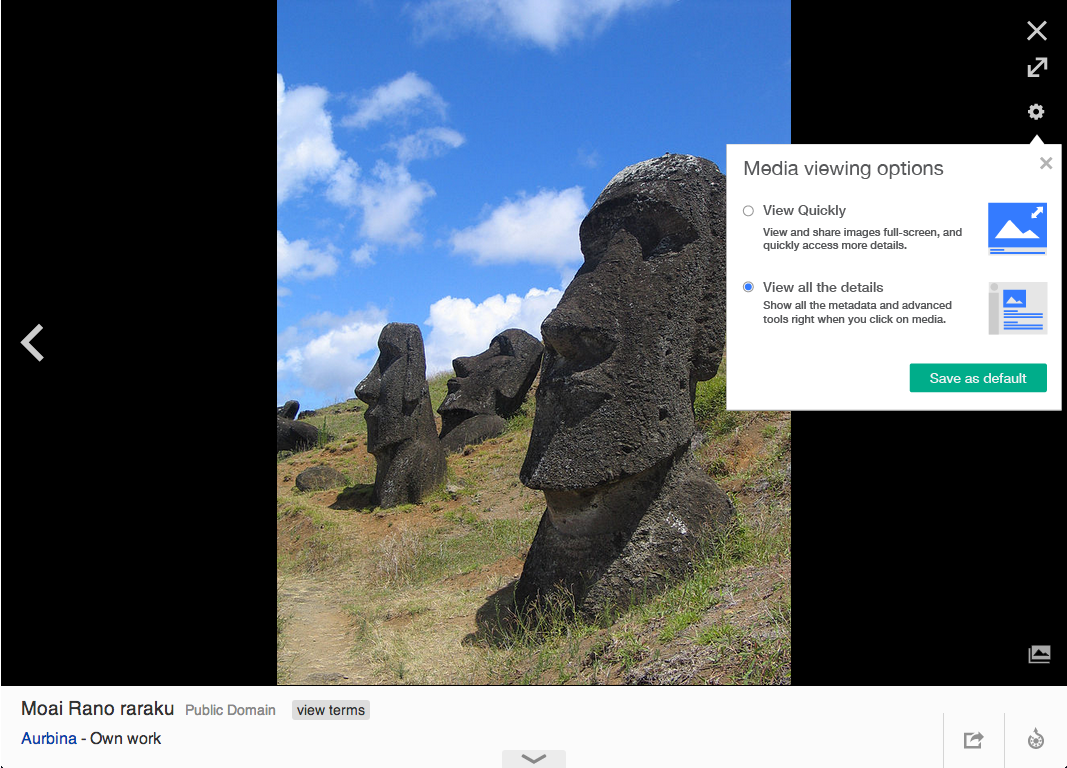 Media viewing options
View Quickly
View and share images full-screen, and
quickly access more details.
View all the details
Show all the metadata and advanced
tools right when you click on media.
Save as default
Moai Rano raraku Public Domain view terms
Aurbina - Own work